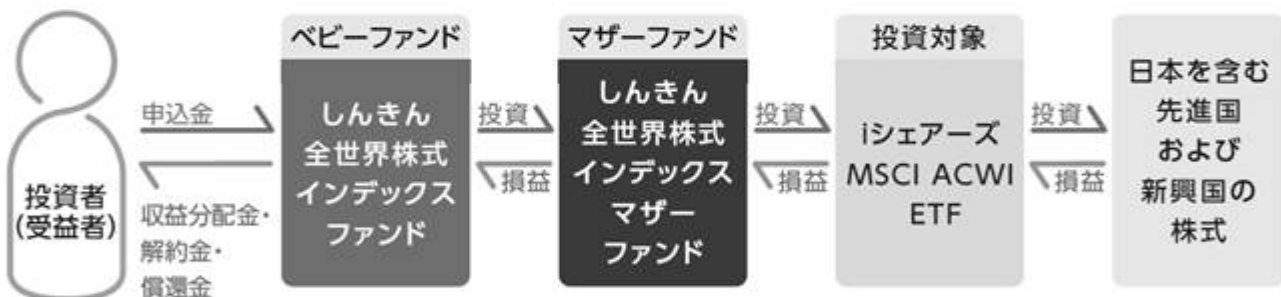 投資者
(受益者)
申込金
収益分配金・
解約金・
償還金
ベビーファンド
しんきん
全世界株式
インデックス
ファンド
投資
損益
マザーファンド
しんきん
全世界株式
インデックス
マザー
ファンド
投資
損益
投資対象
iシェアーズ
MSCI ACWI
ETF
投資
損益
日本を含む
先進国
および
新興国の
株式